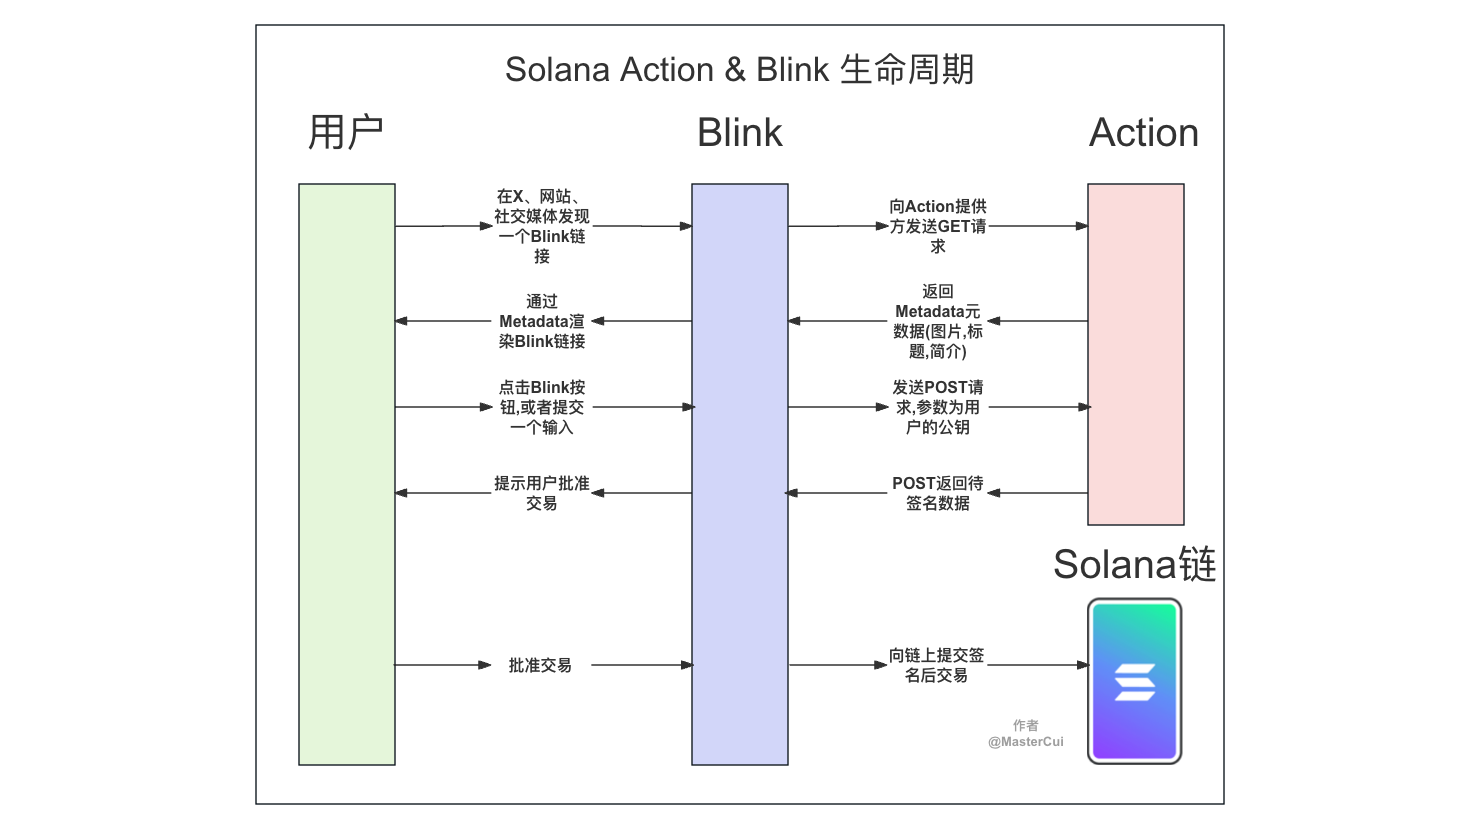 Solana Action & Blink 生命周期
用户
Blink
Action
在X、网站、
社交媒体发现
一个Blink链
接
向Action提供
方发送GET请
求
通过
Metadata渲
染Blink链接
返回
Metadata元
数据(图片,标
题,简介)
点击Blink按
钮,或者提交
一个输入
发送POST请
求,参数为用
户的公钥
提示用户批准
交易
POST返回待
签名数据
Solana链
批准交易
向链上提交签
名后交易
作者
@MasterCui